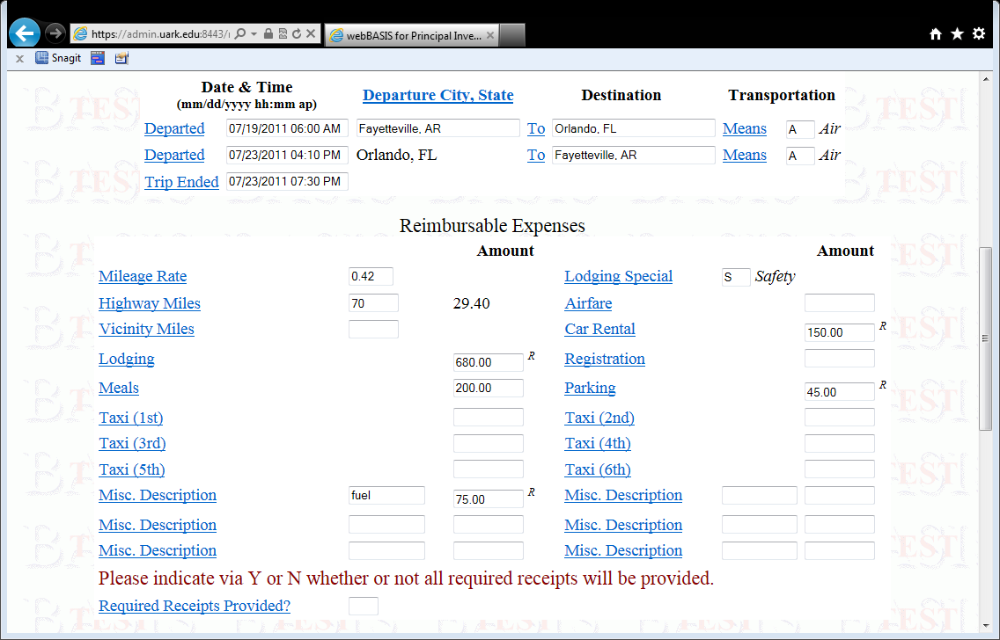 https://admin.uark.edu:8443/
webBASIS for Principal Inve...
x Snagit
Date & Time Departure City, State Destination Transportation
(mm/dd/yyyy hh:mm ap)
Departed 07/19/2011 06:00 AM Fayetteville, AR To Orlando, FL Means A Air
Departed 07/23/2011 04:10 PM Orlando, FL To Fayetteville, AR Means A Air
Trip Ended 07/23/2011 07:30 PM
Reimbursable Expenses
Amount Amount
Mileage Rate 0.42 Lodging Special S Safety
Highway Miles 70 29.40 Airfare
Vicinity Miles Car Rental 150.00 R
Lodging 680.00 R Registration
Meals 200.00 Parking 45.00 R
Taxi (1st) Taxi (2nd)
Taxi (3rd) Taxi (4th)
Taxi (5th) Taxi (6th)
Misc. Description fuel 75.00 R Misc. Description
Misc. Description Misc. Description
Misc. Description Misc. Description
Please indicate via Y or N whether or not all required receipts will be provided.
Required Receipts Provided?